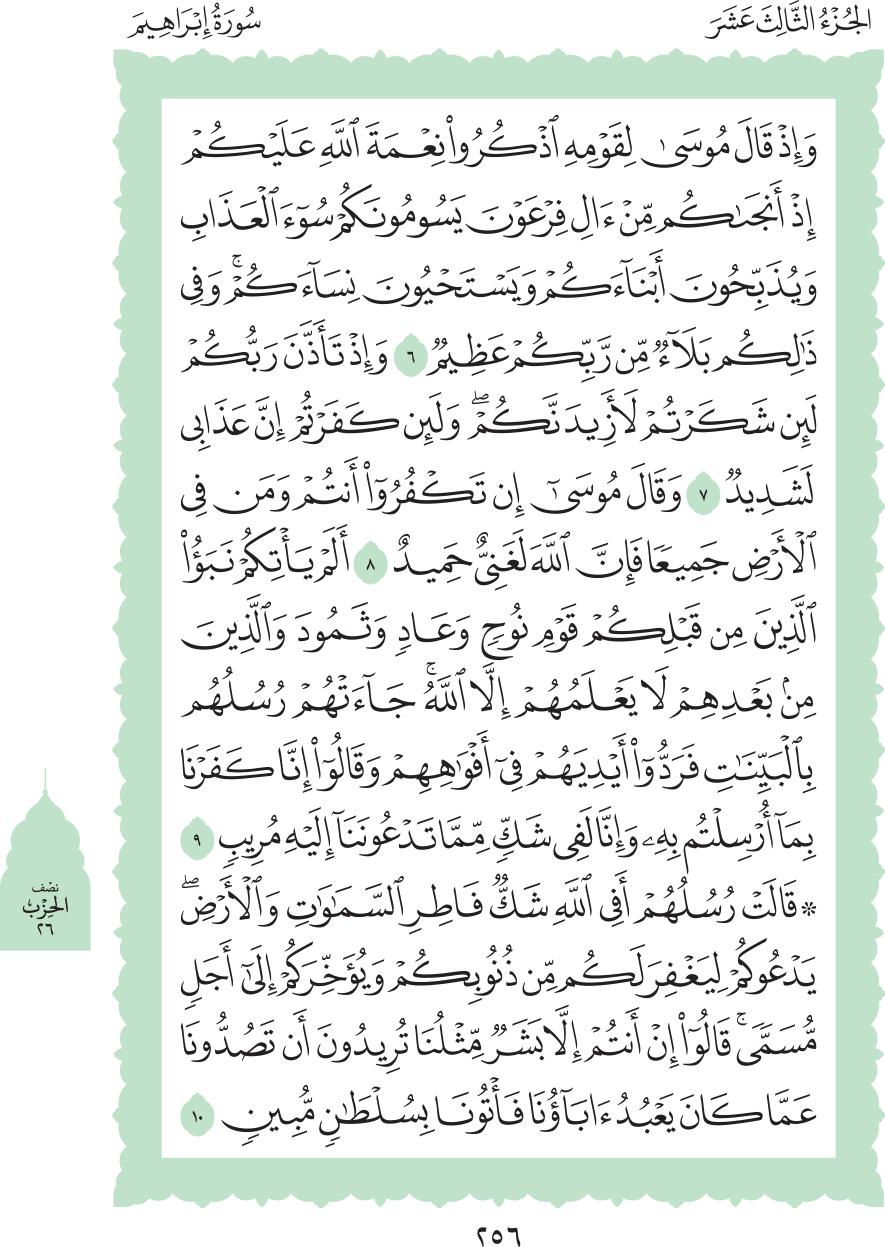 الجُزْءُ الثَّالِثَ عَشَرَ
سُورَةُ إِبْرَاهِيمَ
وَإِذْ قَالَ مُوسَىٰ لِقَوْمِهِ ٱذْكُرُوا۟ نِعْمَةَ ٱللَّهِ عَلَيْكُمْ
إِذْ أَنجَىٰكُم مِّنْ ءَالِ فِرْعَوْنَ يَسُومُونَكُمْ سُوٓءَ ٱلْعَذَابِ
وَيُذَبِّحُونَ أَبْنَآءَكُمْ وَيَسْتَحْيُونَ نِسَآءَكُمْ ۚ وَفِى
ذَٰلِكُم بَلَآءٌ مِّن رَّبِّكُمْ عَظِيمٌ ٦ وَإِذْ تَأَذَّنَ رَبُّكُمْ
لَئِن شَكَرْتُمْ لَأَزِيدَنَّكُمْ ۖ وَلَئِن كَفَرْتُمْ إِنَّ عَذَابِى
لَشَدِيدٌ ٧ وَقَالَ مُوسَىٰٓ إِن تَكْفُرُوٓا۟ أَنتُمْ وَمَن فِى
ٱلْأَرْضِ جَمِيعًا فَإِنَّ ٱللَّهَ لَغَنِىٌّ حَمِيدٌ ٨ أَلَمْ يَأْتِكُمْ نَبَؤُا۟
ٱلَّذِينَ مِن قَبْلِكُمْ قَوْمِ نُوحٍ وَعَادٍ وَثَمُودَ وَٱلَّذِينَ
مِنۢ بَعْدِهِمْ لَا يَعْلَمُهُمْ إِلَّا ٱللَّهُ ۚ جَآءَتْهُمْ رُسُلُهُم
بِٱلْبَيِّنَٰتِ فَرَدُّوٓا۟ أَيْدِيَهُمْ فِىٓ أَفْوَٰهِهِمْ وَقَالُوٓا۟ إِنَّا كَفَرْنَا
بِمَآ أُرْسِلْتُم بِهِۦ وَإِنَّا لَفِى شَكٍّ مِّمَّا تَدْعُونَنَآ إِلَيْهِ مُرِيبٍ ٩
* قَالَتْ رُسُلُهُمْ أَفِى ٱللَّهِ شَكٌّ فَاطِرِ ٱلسَّمَٰوَٰتِ وَٱلْأَرْضِ ۖ
يَدْعُوكُمْ لِيَغْفِرَ لَكُم مِّن ذُنُوبِكُمْ وَيُؤَخِّرَكُمْ إِلَىٰٓ أَجَلٍ
مُّسَمًّى ۚ قَالُوٓا۟ إِنْ أَنتُمْ إِلَّا بَشَرٌ مِّثْلُنَا تُرِيدُونَ أَن تَصُدُّونَا
عَمَّا كَانَ يَعْبُدُ ءَابَآؤُنَا فَأْتُونَا بِسُلْطَٰنٍ مُّبِينٍ ١٠
نصف
الحزب
٢٦
٢٥٦